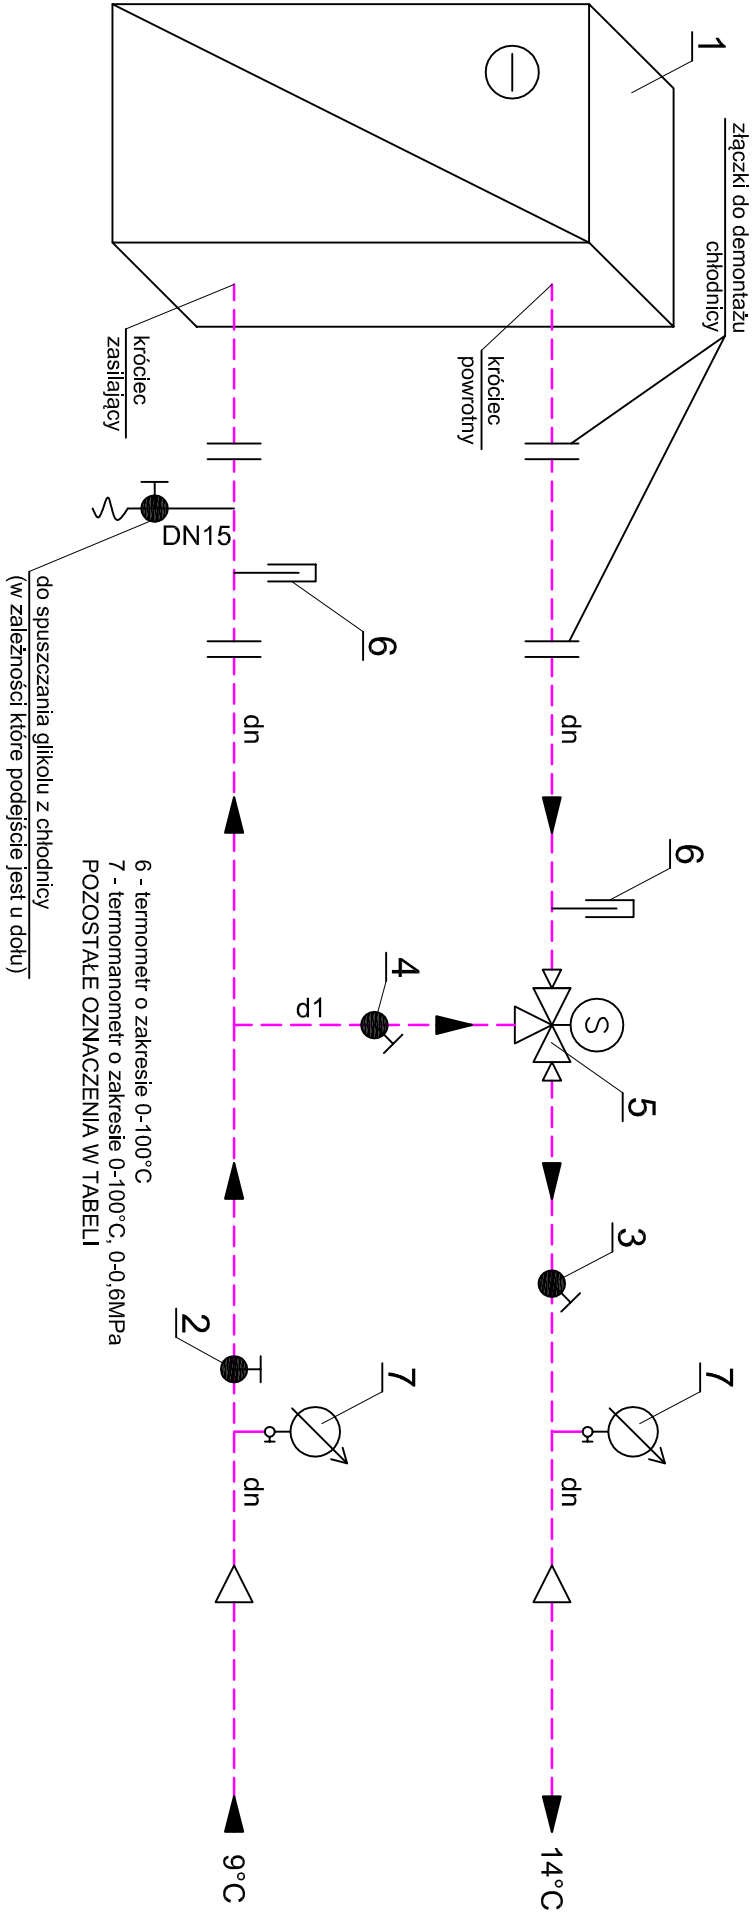 1
złączki do demontażu
chłodnicy
króciec
powrotny
króciec
zasilający
DN15
6
do spuszczania glikolu z chłodnicy
(w zależności które podejście jest u dołu)
dn
dn
6
4
d1
S
5
3
2
7
7
dn
dn
14°C
9°C
6 - termometr o zakresie 0-100°C
7 - termomanometr o zakresie 0-100°C, 0-0,6MPa
POZOSTAŁE OZNACZENIA W TABELI